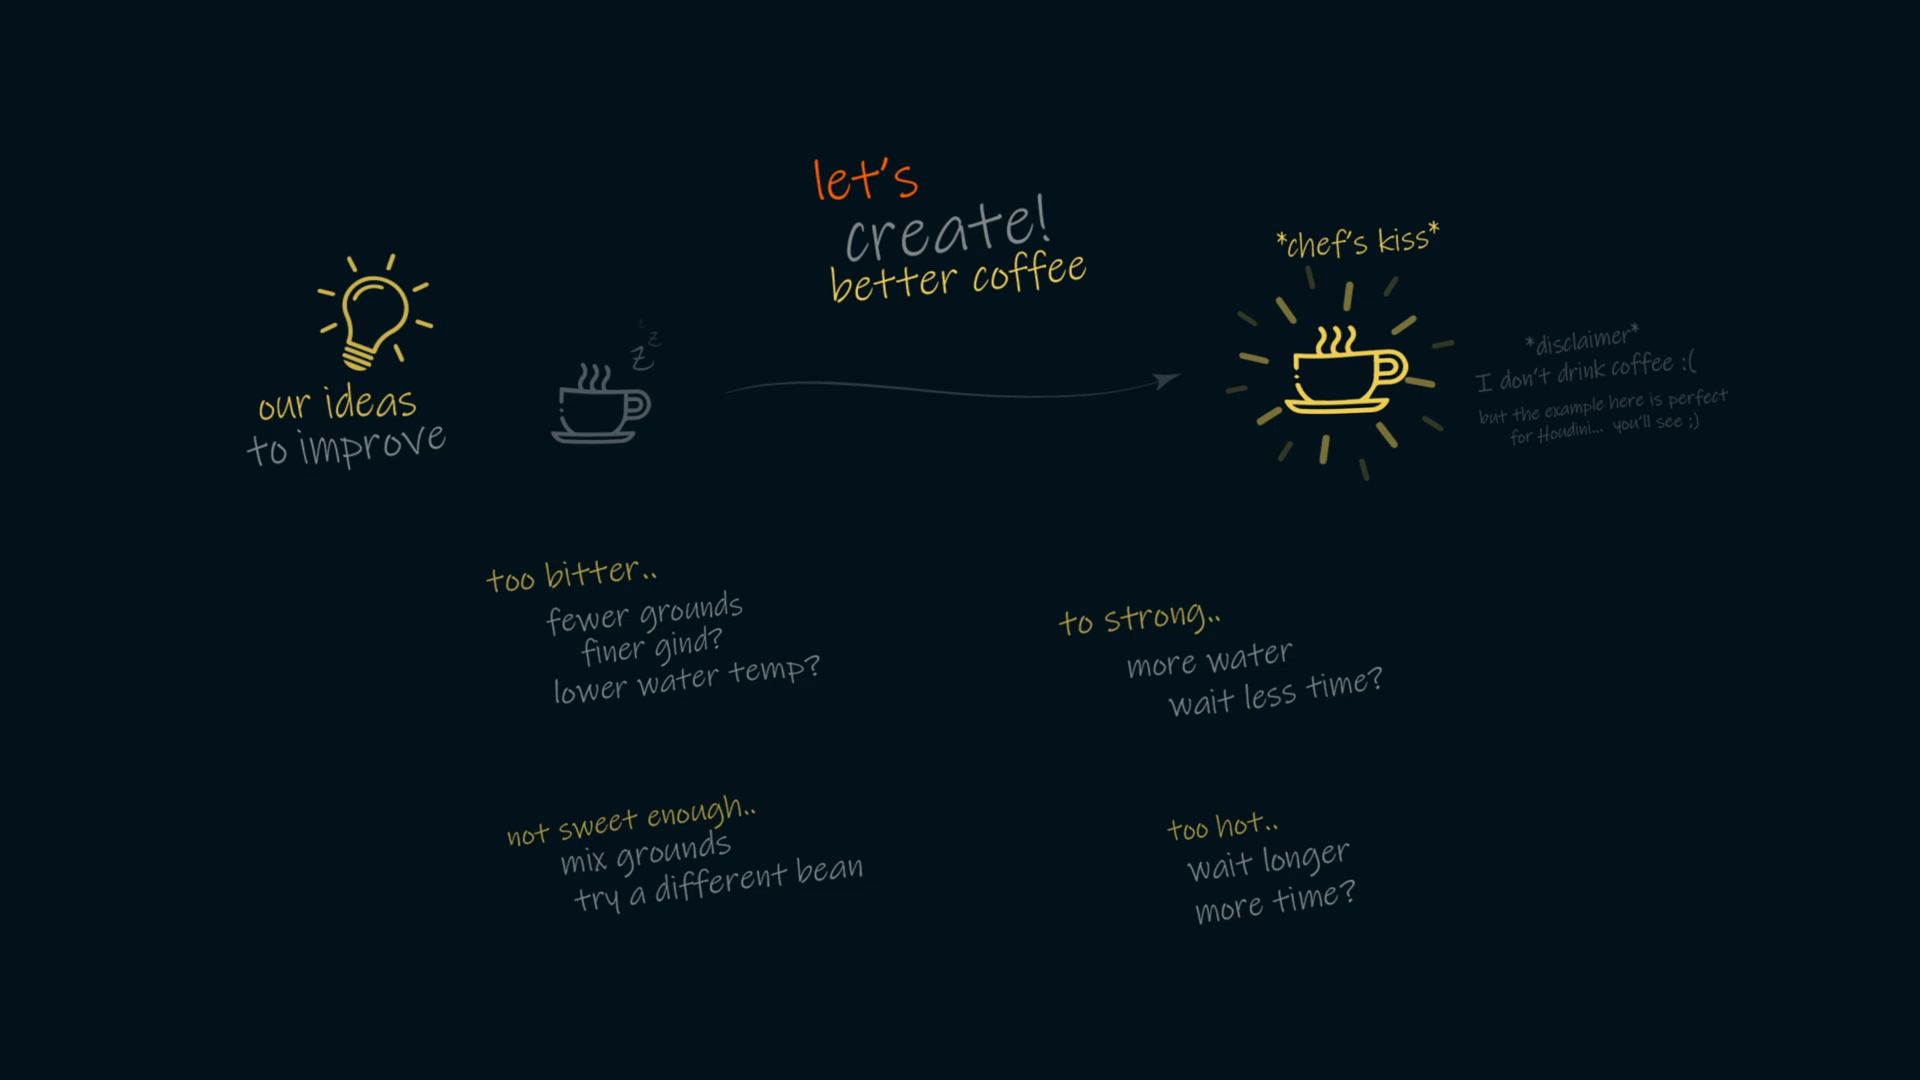 let's
create!
better coffee
our ideas
to improve
z
z
z
*chef's kiss*
*disclaimer*
I don't drink coffee :(
but the example here is perfect
for Houdini... you'll see ;)
too bitter..
fewer grounds
finer gind?
lower water temp?
to strong..
more water
wait less time?
not sweet enough..
mix grounds
try a different bean
too hot..
wait longer
more time?